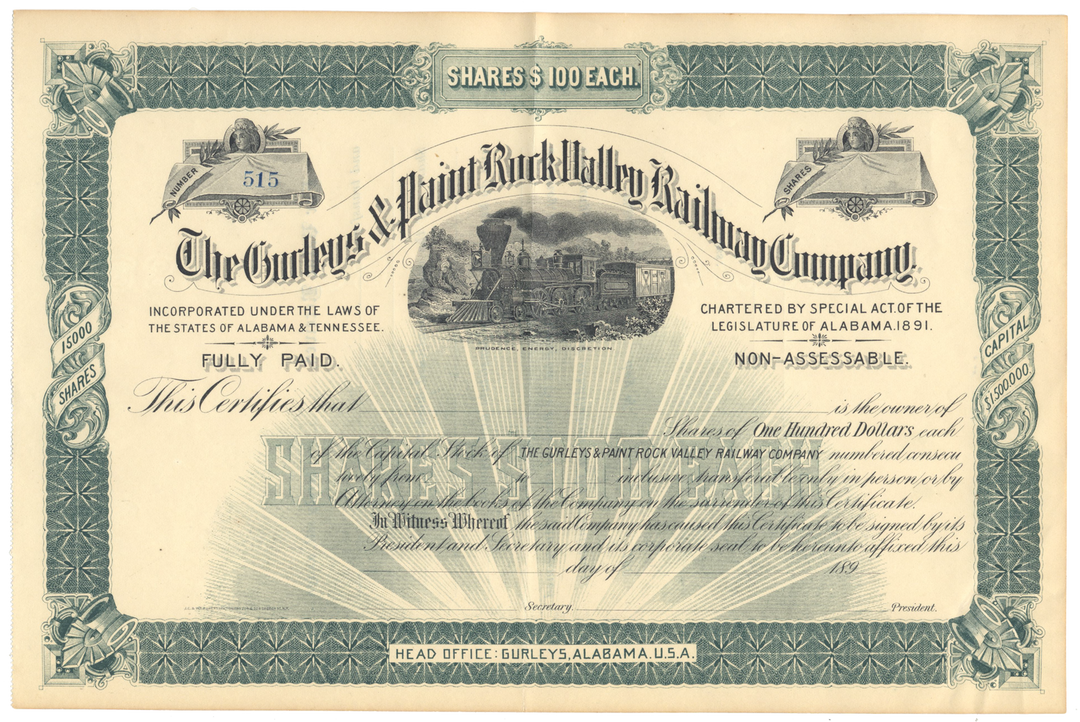 SHARES $ 100 EACH.
NUMBER
515
SHARES
The Gurleys & Paint Rock Valley Railway Company.
INCORPORATED UNDER THE LAWS OF
THE STATES OF ALABAMA & TENNESSEE.
FULLY PAID.
CHARTERED BY SPECIAL ACT. OF THE
LEGISLATURE OF ALABAMA. 1891.
NON-ASSESSABLE.
PRUDENCE, ENERGY, DISCRETION
15000
SHARES
CAPITAL
$1,500,000
This Certifies that is the owner of
Shares of One Hundred Dollars each
SHARES $ 100 EACH
of the Capital Stock of THE GURLEYS & PAINT ROCK VALLEY RAILWAY COMPANY numbered consecu
tively from to inclusive, transferable only in person or by
Attorney on the books of the Company on the surrender of this Certificate.
In Witness Whereof the said Company has caused this Certificate to be signed by its
President and Secretary and its corporate seal to be hereunto affixed this
day of 189
Secretary. President.
HEAD OFFICE: GURLEYS, ALABAMA. U.S.A.